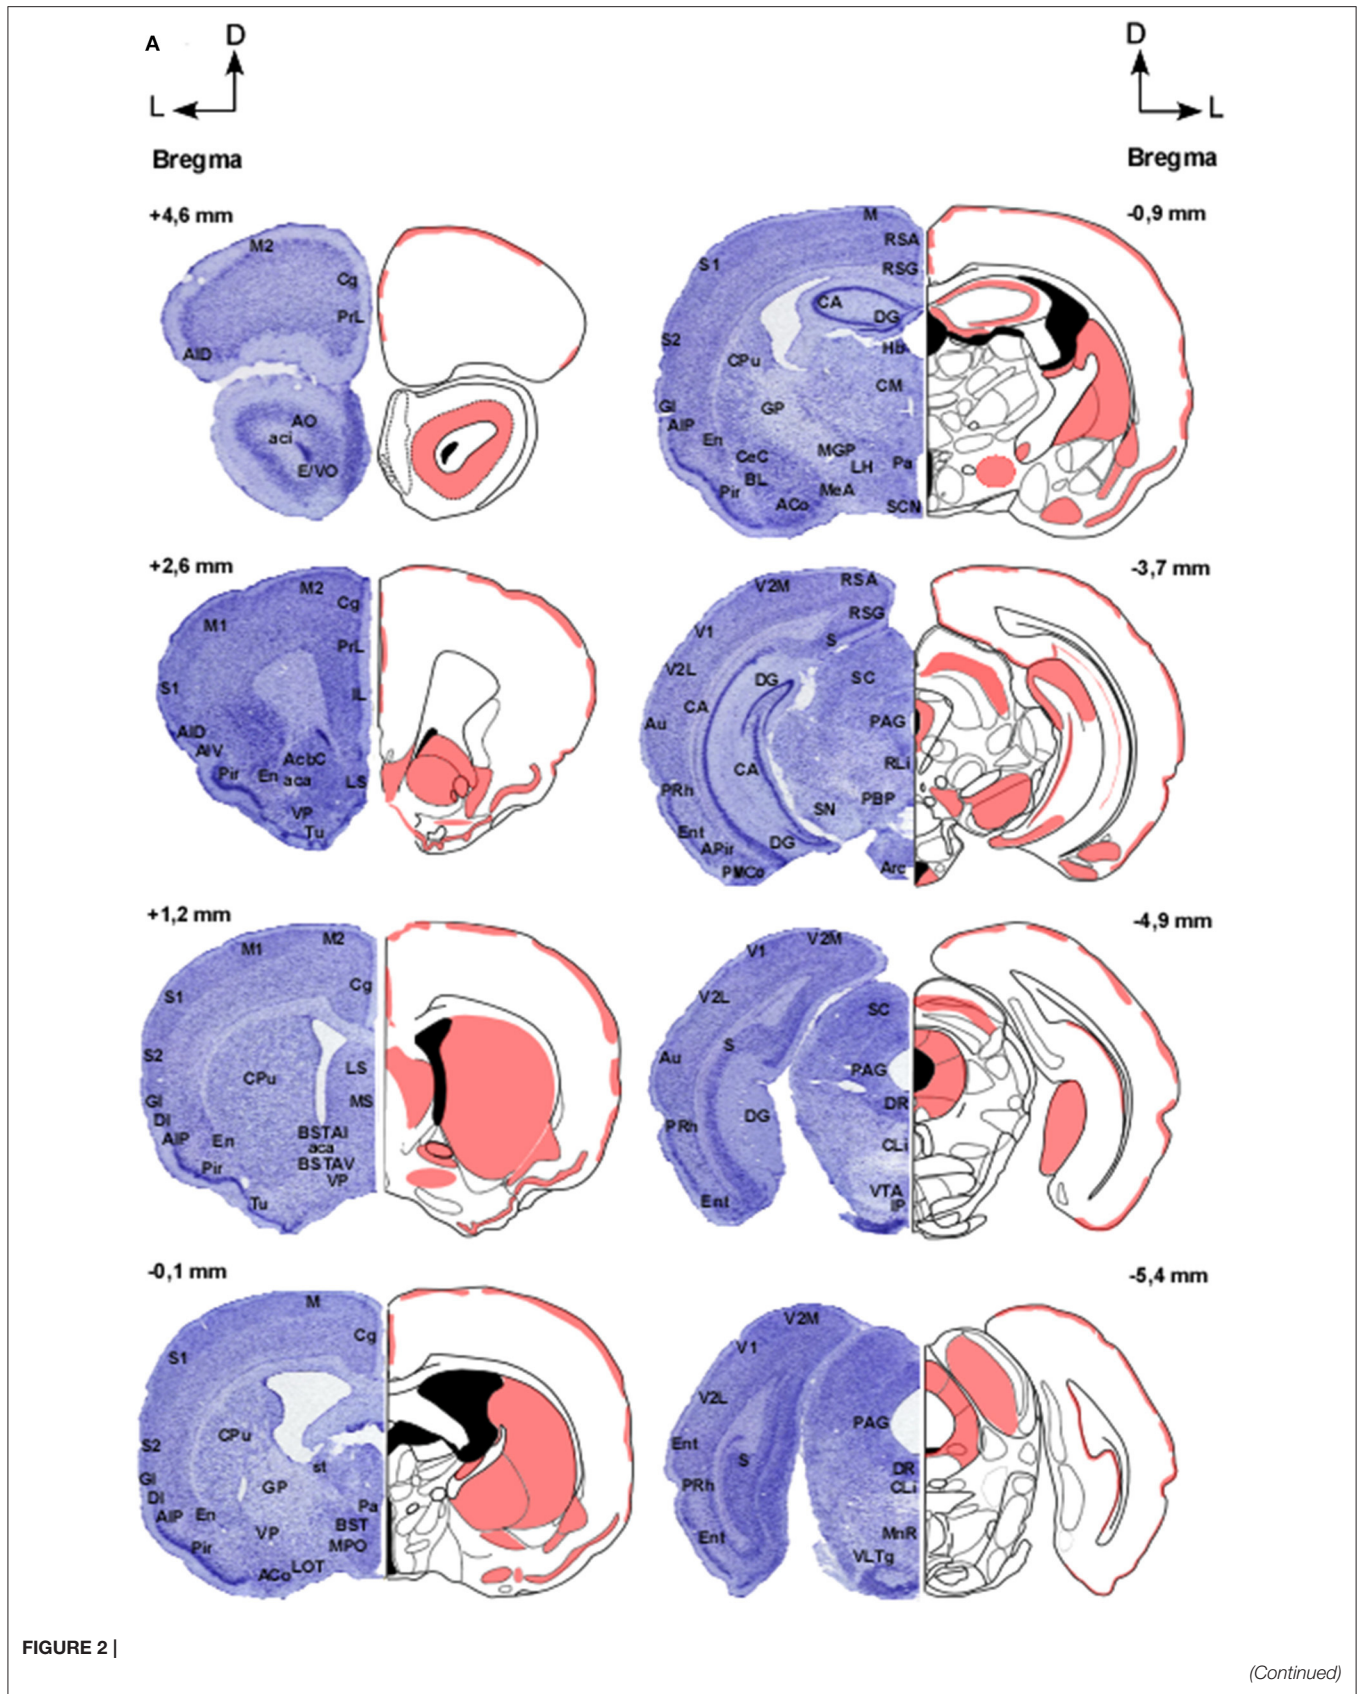 A
D
L
Bregma
+4,6 mm
M2
Cg
PrL
AID
AO
aci
E/VO
+2,6 mm
M2
Cg
M1
PrL
S1
IL
AID
AIV
AcbC
Pir
En
aca
LS
VP
Tu
+1,2 mm
M2
M1
Cg
S1
S2
LS
CPu
GI
MS
DI
BSTAI
AIP
En
aca
Pir
BSTAV
VP
Tu
-0,1 mm
M
Cg
S1
CPu
S2
st
GI
GP
DI
Pa
AIP
En
BST
VP
MPO
Pir
LOT
ACo
D
L
Bregma
-0,9 mm
M
RSA
S1
RSG
CA
DG
S2
Hb
CPu
CM
GI
GP
AIP
En
MGP
CeC
LH
Pa
BL
Pir
MeA
ACo
SCN
-3,7 mm
RSA
V2M
RSG
V1
S
V2L
DG
SC
CA
Au
PAG
CA
RLi
PRh
PBP
SN
Ent
APir
DG
PMCo
Arc
-4,9 mm
V2M
V1
V2L
SC
S
Au
PAG
DR
DG
PRh
CLi
VTA
Ent
IP
-5,4 mm
V2M
V1
V2L
PAG
Ent
S
DR
PRh
CLi
MnR
Ent
VLTg
FIGURE 2 |
(Continued)